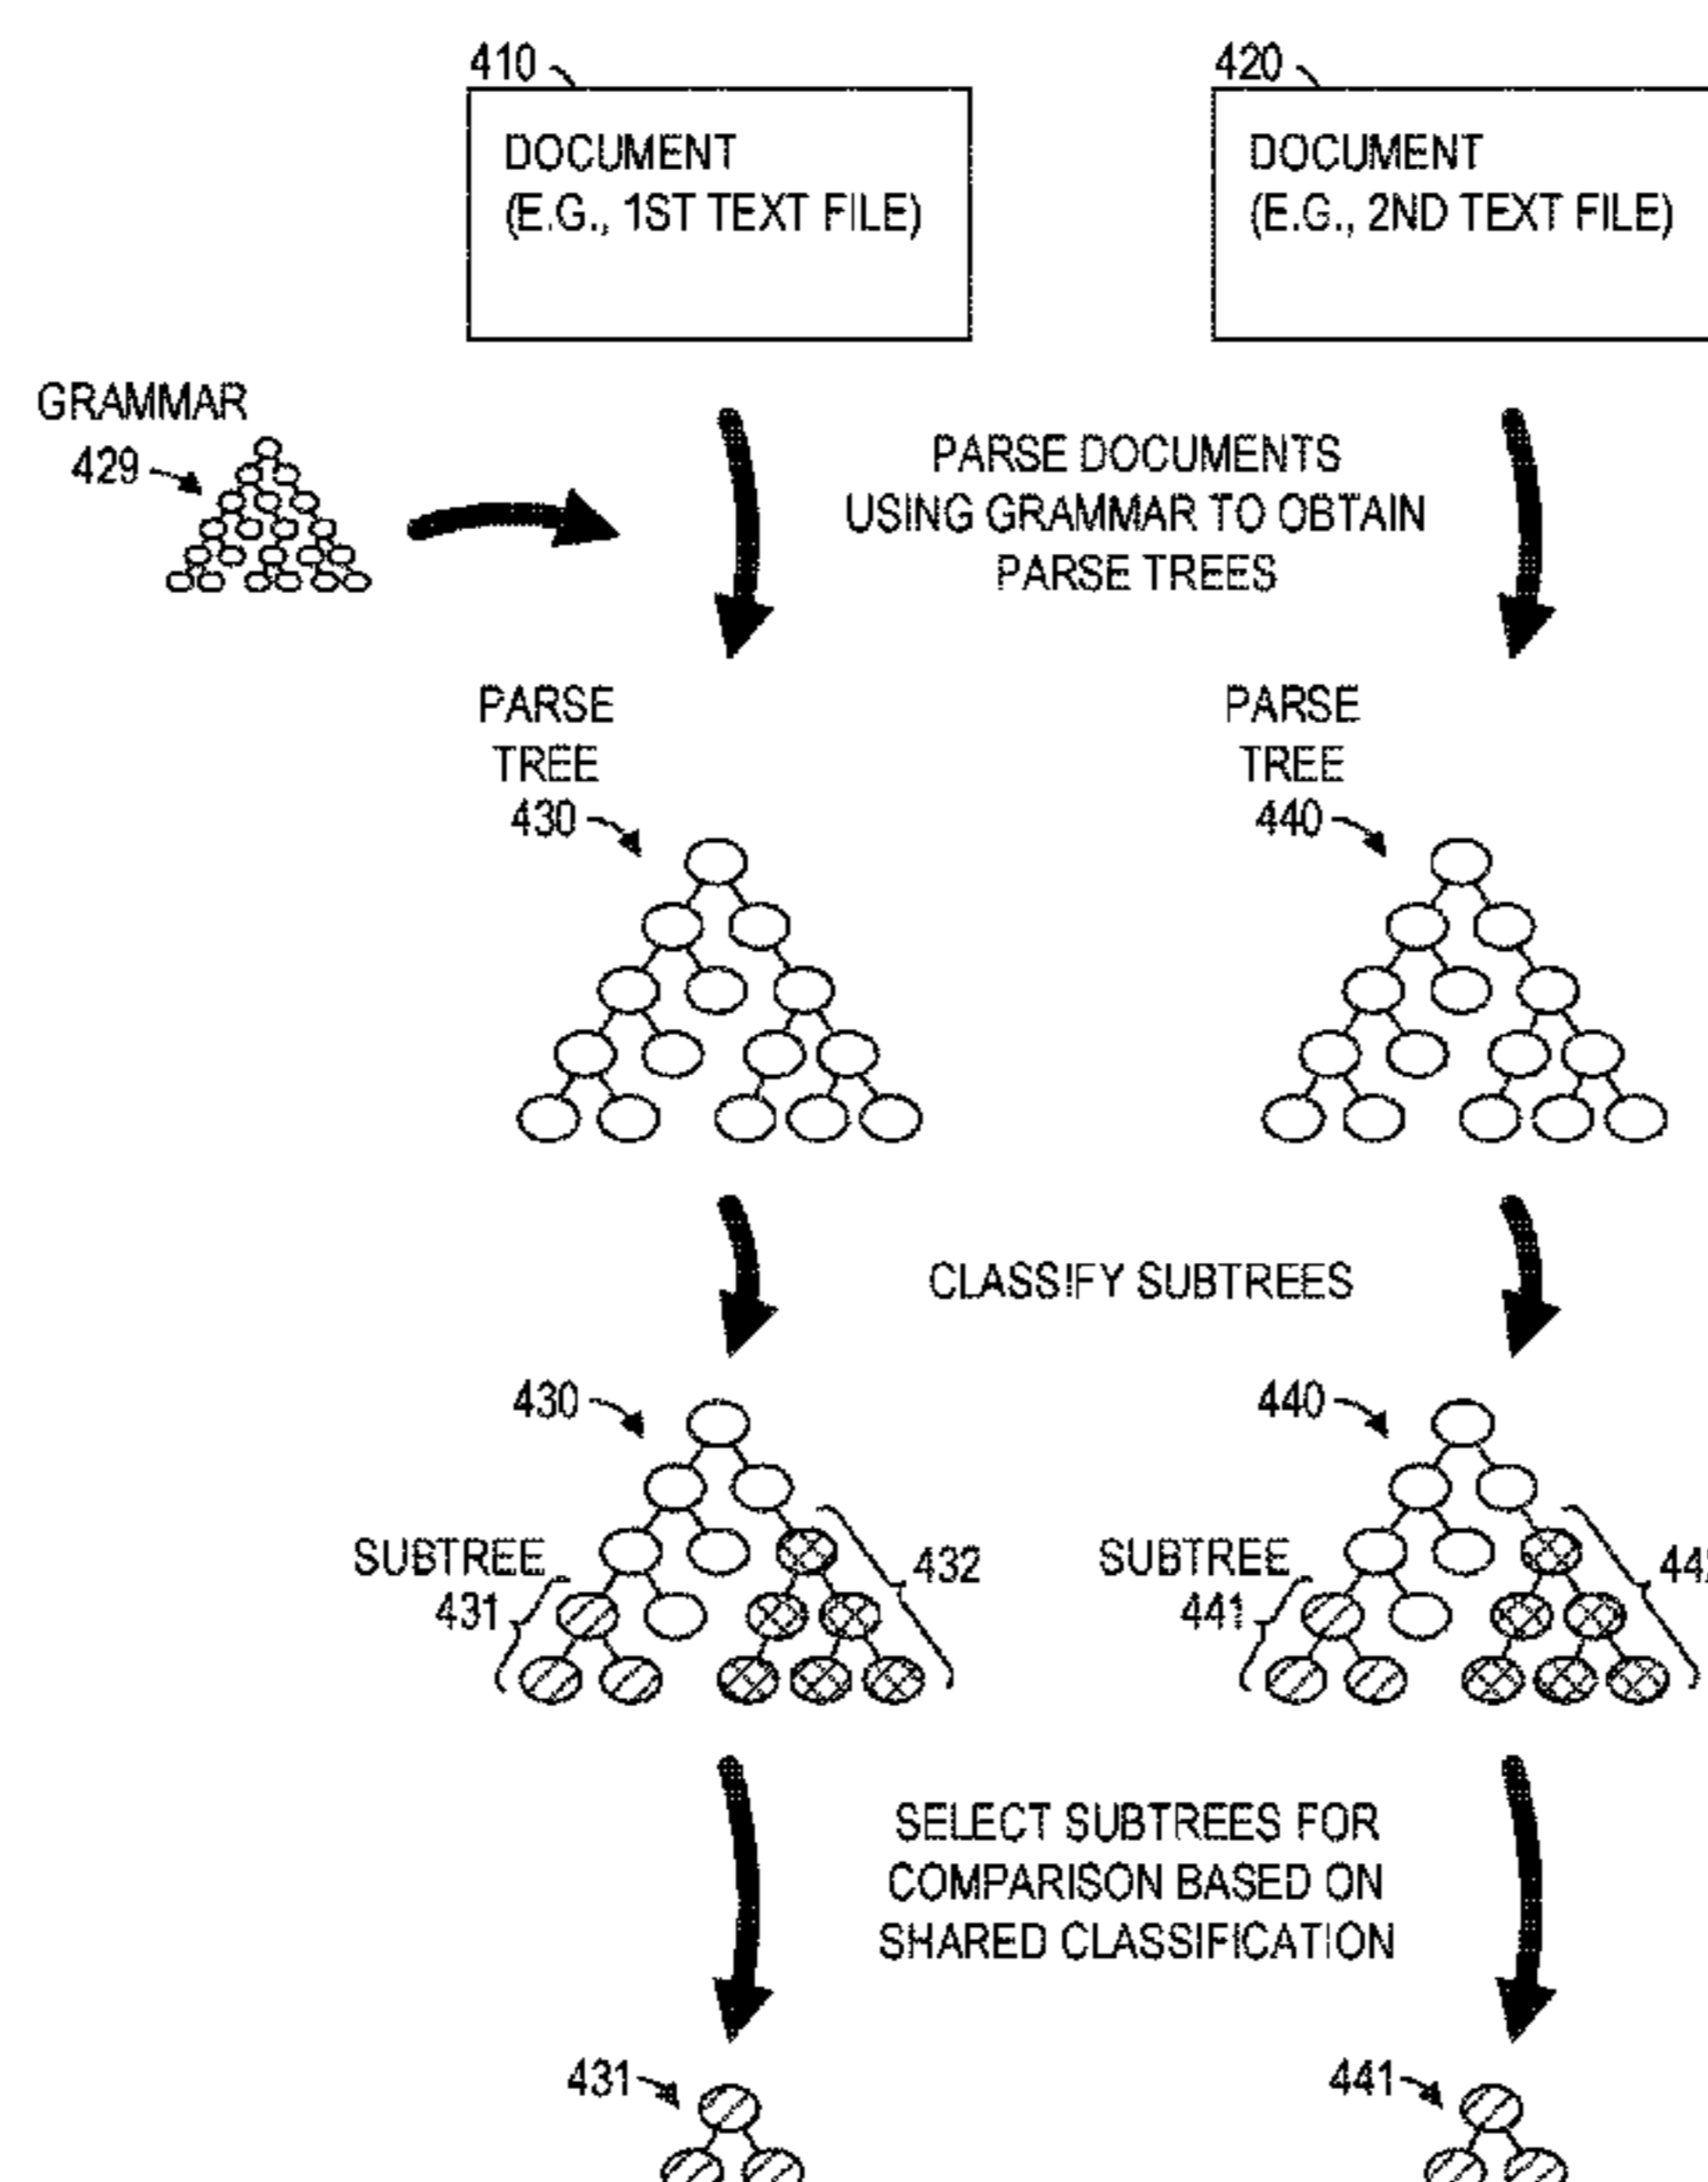 410
DOCUMENT
(E.G., 1ST TEXT FILE)
420
DOCUMENT
(E.G., 2ND TEXT FILE)
GRAMMAR
429
PARSE DOCUMENTS
USING GRAMMAR TO OBTAIN
PARSE TREES
PARSE
TREE
430
PARSE
TREE
440
CLASSIFY SUBTREES
430
SUBTREE
431
432
440
SUBTREE
441
SELECT SUBTREES FOR
COMPARISON BASED ON
SHARED CLASSIFICATION
431
441